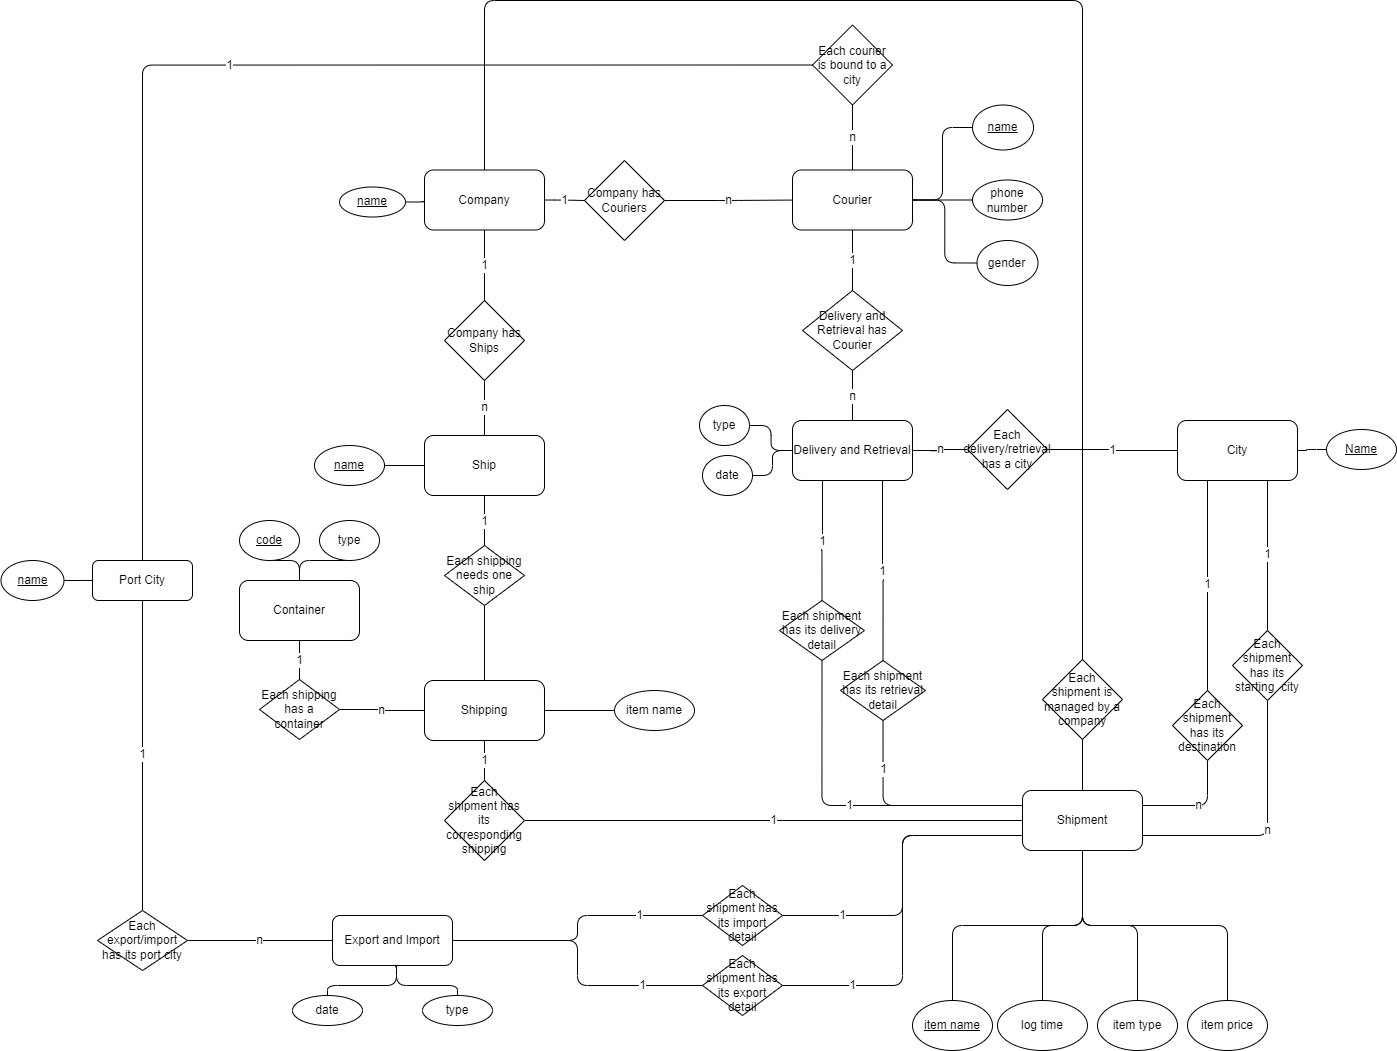 Each courier
is bound to a
city
1
n
name
name
Company
1
Company has
Couriers
n
Courier
phone
number
gender
1
1
Company has
Ships
n
Delivery and
Retrieval has
Courier
n
type
date
Delivery and Retrieval
n
Each
delivery/retrieval
has a city
1
City
Name
name
Ship
1
Each shipping
needs one
ship
code
type
Container
name
Port City
1
1
1
1
1
Each shipment
has its delivery
detail
Each shipment
has its retrieval
detail
Each
shipment
has its
starting city
1
Each shipping
has a
container
n
Shipping
item name
Each
shipment is
managed by a
company
Each
shipment
has its
destination
1
1
1
Each
shipment has
its
corresponding
shipping
1
1
Shipment
n
n
Each
export/import
has its port city
n
Export and Import
date
type
1
Each
shipment has
its import
detail
1
1
Each
shipment has
its export
detail
1
item name
log time
item type
item price